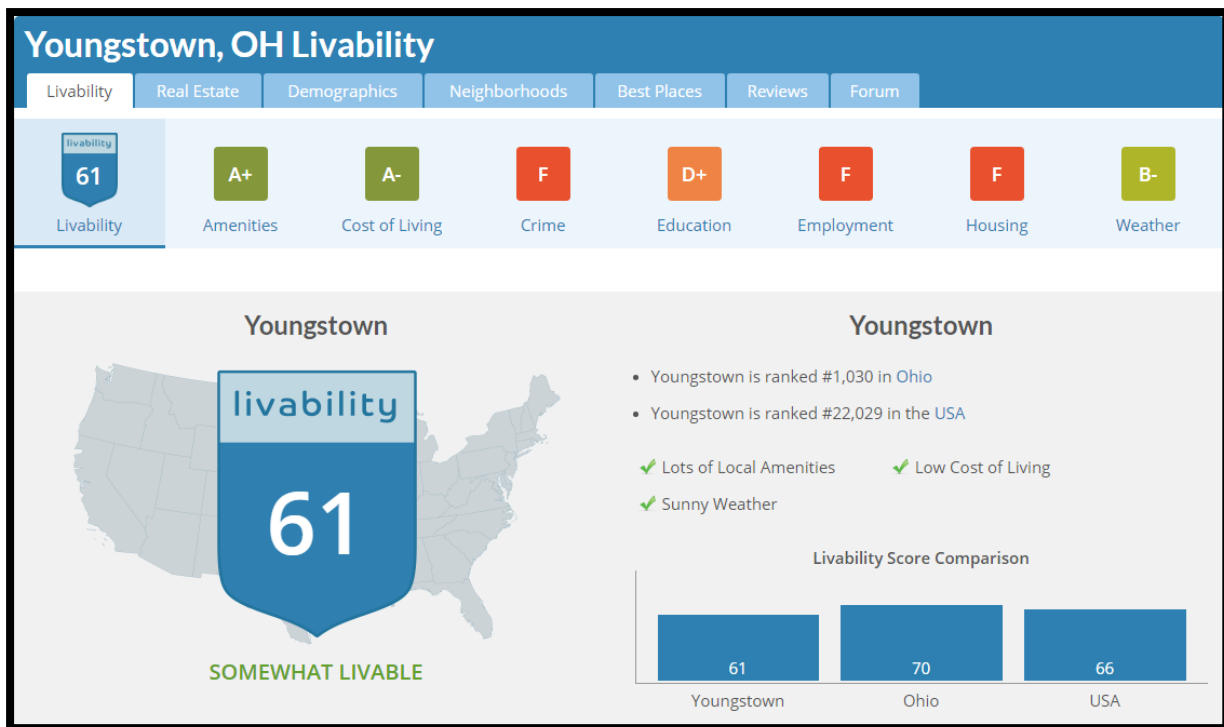 Youngstown, OH Livability
Livability Real Estate Demographics Neighborhoods Best Places Reviews Forum
livability
61
A+ A- F D+ F F B-
Livability Amenities Cost of Living Crime Education Employment Housing Weather
Youngstown
livability
61
SOMEWHAT LIVABLE
Youngstown
• Youngstown is ranked #1,030 in Ohio
• Youngstown is ranked #22,029 in the USA
Lots of Local Amenities Low Cost of Living
Sunny Weather
Livability Score Comparison
61 70 66
Youngstown Ohio USA